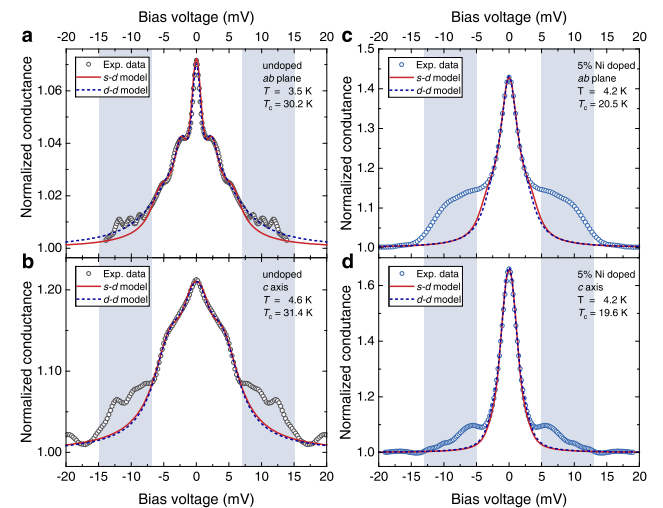 Bias voltage (mV)
Bias voltage (mV)
-20 -15 -10 -5 0 5 10 15 20
-20 -15 -10 -5 0 5 10 15 20
a
Exp. data
s-d model
d-d model
undoped
ab plane
T = 3.5 K
Tc = 30.2 K
1.06
1.04
1.02
1.00
Normalized conductance
c
Exp. data
s-d model
d-d model
5% Ni doped
ab plane
T = 4.2 K
Tc = 20.5 K
1.5
1.4
1.3
1.2
1.1
1.0
Normalized condutance
b
Exp. data
s-d model
d-d model
undoped
c axis
T = 4.6 K
Tc = 31.4 K
1.20
1.10
1.00
Normalized conductance
d
Exp. data
s-d model
d-d model
5% Ni doped
c axis
T = 4.2 K
Tc = 19.6 K
1.6
1.4
1.2
1.0
Normalized condutance
-20 -15 -10 -5 0 5 10 15 20
-20 -15 -10 -5 0 5 10 15 20
Bias voltage (mV)
Bias voltage (mV)